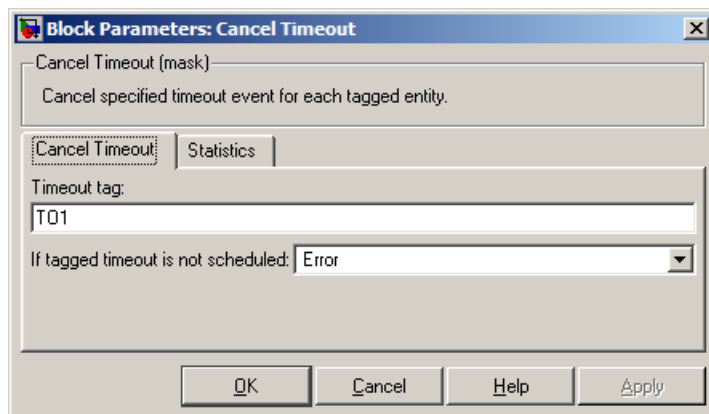 Block Parameters: Cancel Timeout
Cancel Timeout (mask)
Cancel specified timeout event for each tagged entity.
Cancel Timeout Statistics
Timeout tag:
TO1
If tagged timeout is not scheduled: Error
OK Cancel Help Apply